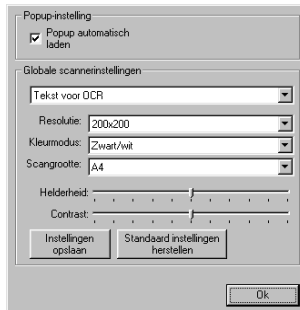 Popup-instelling
Popup automatisch
laden
Globale scannerinstellingen
Tekst voor OCR
Resolutie: 200x200
Kleurmodus: Zwart/wit
Scangrootte: A4
Helderheid:
Contrast:
Instellingen
opslaan
Standaard instellingen
herstellen
Ok